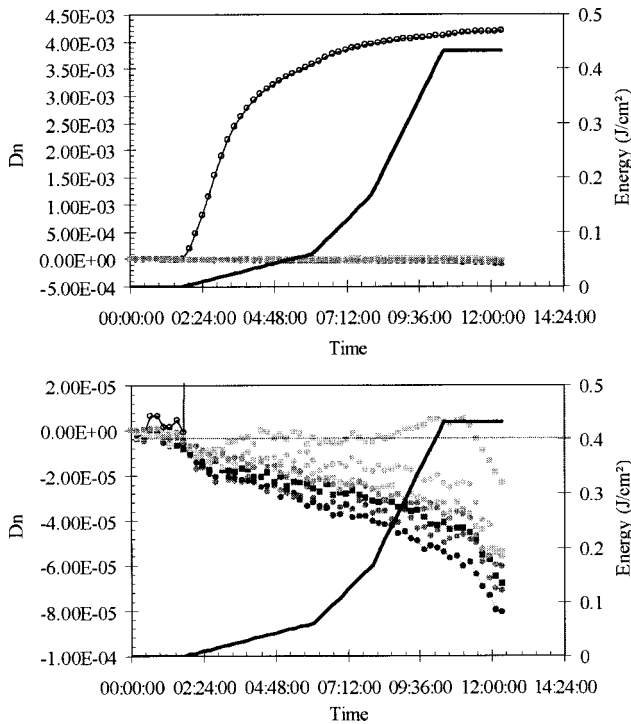 4.50E-03
4.00E-03
3.50E-03
3.00E-03
2.50E-03
2.00E-03
1.50E-03
1.00E-03
5.00E-04
0.00E+00
-5.00E-04
Dn
0.5
0.4
0.3
0.2
0.1
0
Energy (J/cm²)
00:00:00 02:24:00 04:48:00 07:12:00 09:36:00 12:00:00 14:24:00
Time
2.00E-05
0.00E+00
-2.00E-05
-4.00E-05
-6.00E-05
-8.00E-05
-1.00E-04
Dn
0.5
0.4
0.3
0.2
0.1
0
Energy (J/cm²)
00:00:00 02:24:00 04:48:00 07:12:00 09:36:00 12:00:00 14:24:00
Time